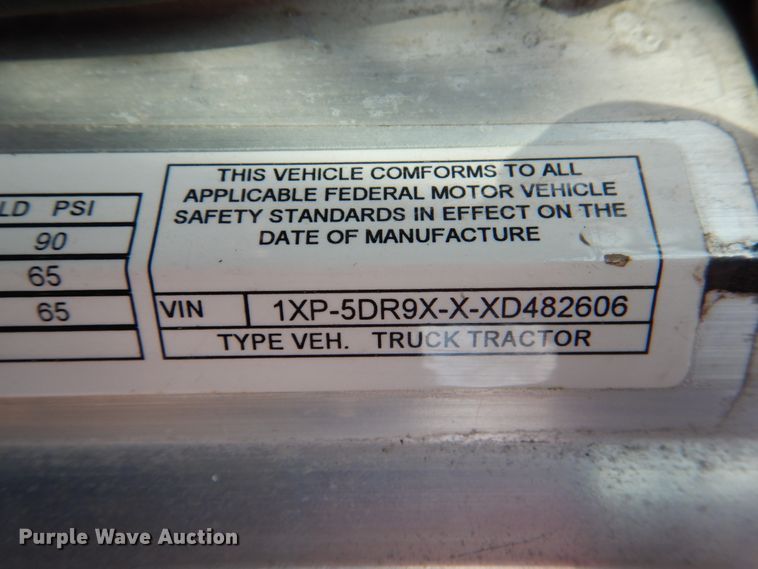 THIS VEHICLE COMFORMS TO ALL
APPLICABLE FEDERAL MOTOR VEHICLE
SAFETY STANDARDS IN EFFECT ON THE
DATE OF MANUFACTURE
LD PSI
90
65
65
VIN 1XP-5DR9X-X-XD482606
TYPE VEH. TRUCK TRACTOR
Purple Wave Auction